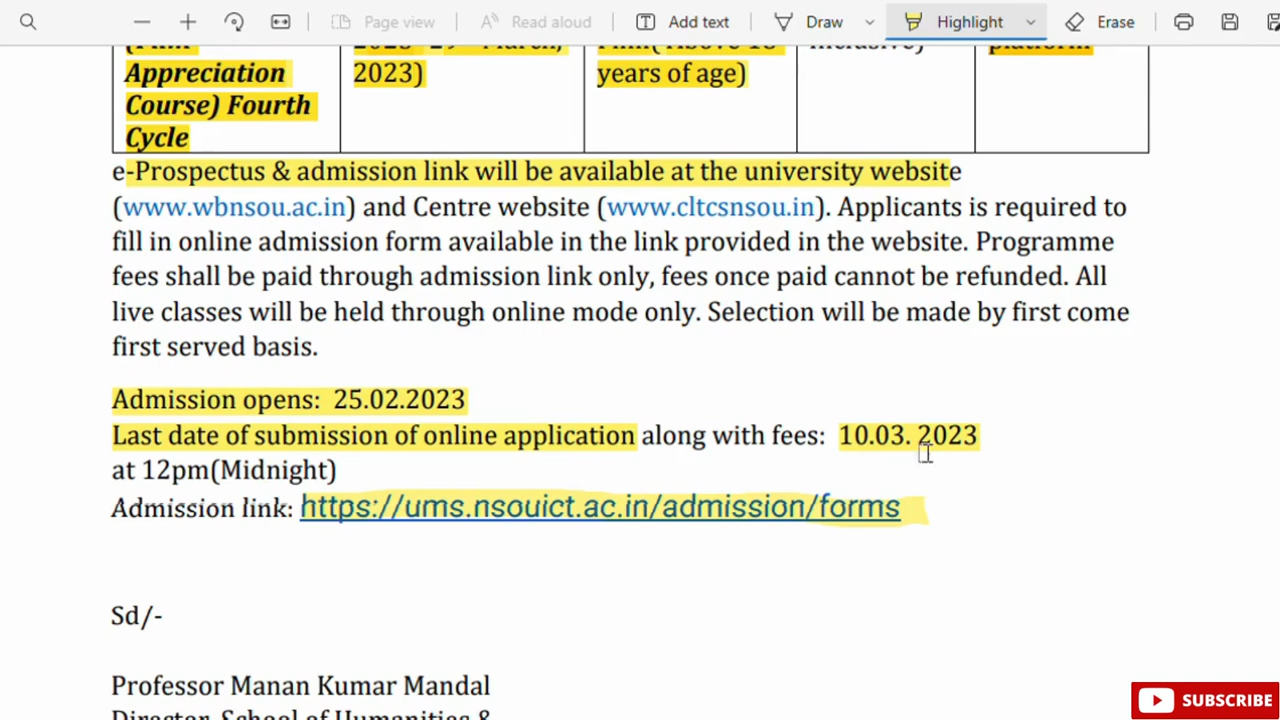 Page view
Read aloud
Add text
Draw
Highlight
Erase
Appreciation
Course) Fourth
Cycle
2023)
years of age)
platform
e-Prospectus & admission link will be available at the university website
(www.wbnsou.ac.in) and Centre website (www.cltcsnsou.in). Applicants is required to
fill in online admission form available in the link provided in the website. Programme
fees shall be paid through admission link only, fees once paid cannot be refunded. All
live classes will be held through online mode only. Selection will be made by first come
first served basis.
Admission opens: 25.02.2023
Last date of submission of online application along with fees: 10.03. 2023
at 12pm(Midnight)
Admission link: https://ums.nsouict.ac.in/admission/forms
Sd/-
Professor Manan Kumar Mandal
Director, School of Humanities &
SUBSCRIBE